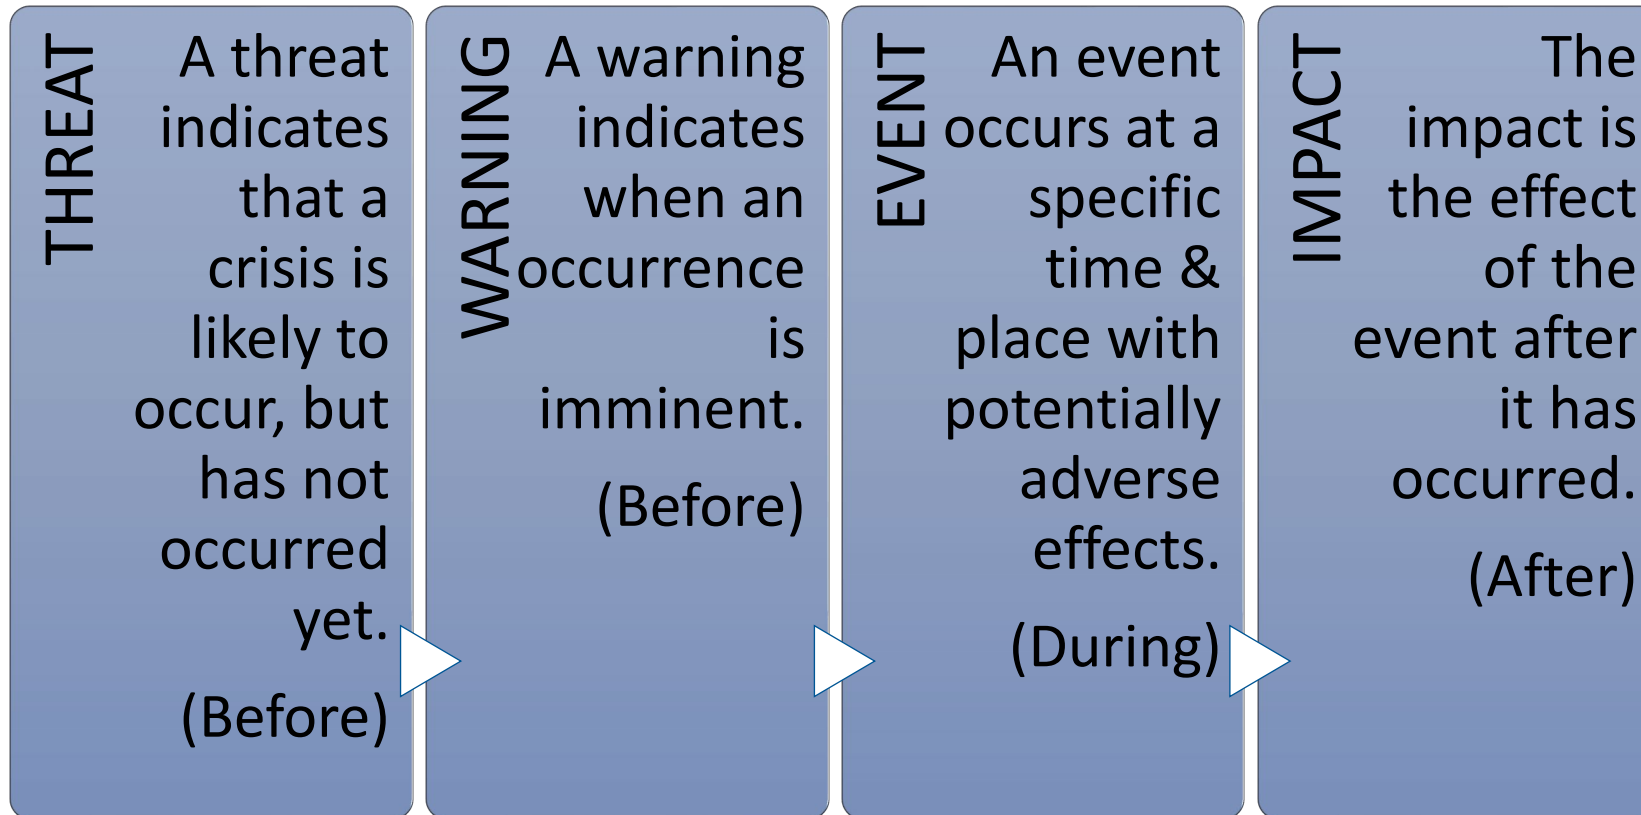 THREAT
A threat
indicates
that a
crisis is
likely to
occur, but
has not
occurred
yet.
(Before)
WARNING
A warning
indicates
when an
occurrence
is
imminent.
(Before)
EVENT
An event
occurs at a
specific
time &
place with
potentially
adverse
effects.
(During)
IMPACT
The
impact is
the effect
of the
event after
it has
occurred.
(After)